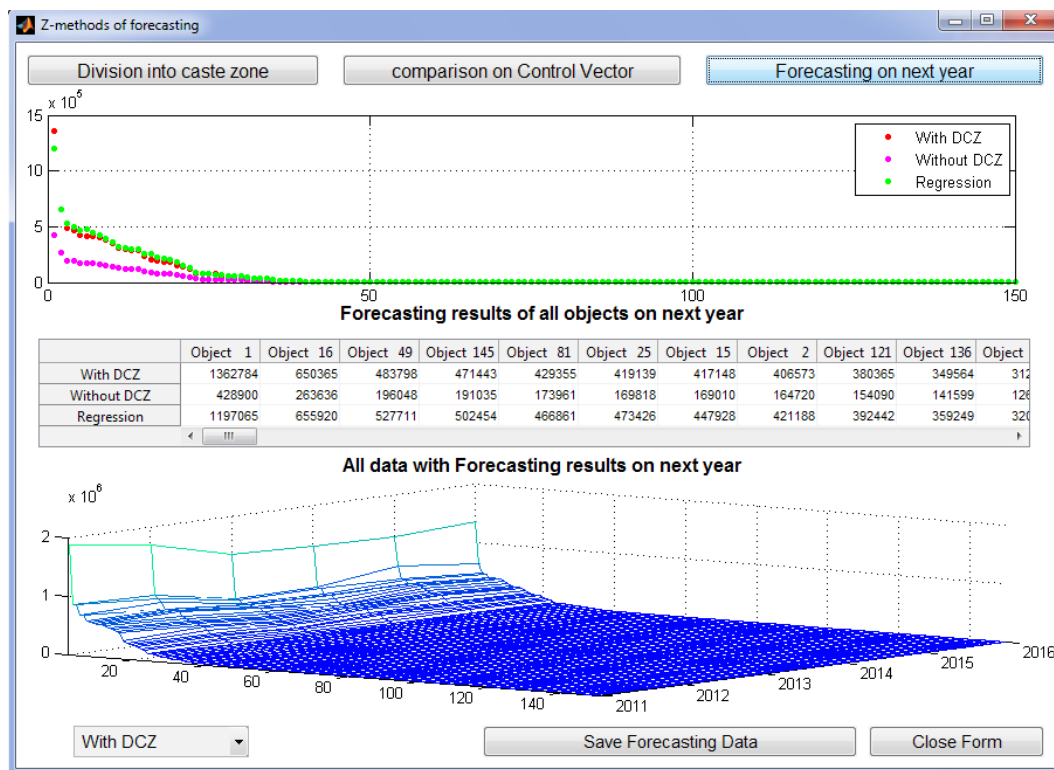 Z-methods of forecasting
Division into caste zone comparison on Control Vector Forecasting on next year
x 10^5
15
10
5
0
With DCZ
Without DCZ
Regression
0 50 100 150
Forecasting results of all objects on next year
Object 1 Object 16 Object 49 Object 145 Object 81 Object 25 Object 15 Object 2 Object 121 Object 136 Object
With DCZ 1362784 650365 483798 471443 429355 419139 417148 406573 380365 349564 312
Without DCZ 428900 263636 196048 191035 173961 169818 169010 164720 154090 141599 126
Regression 1197065 655920 527711 502454 466861 473426 447928 421188 392442 359249 320
All data with Forecasting results on next year
x 10^6
2
1
0
20 40 60 80 100 120 140
2011 2012 2013 2014 2015 2016
With DCZ Save Forecasting Data Close Form